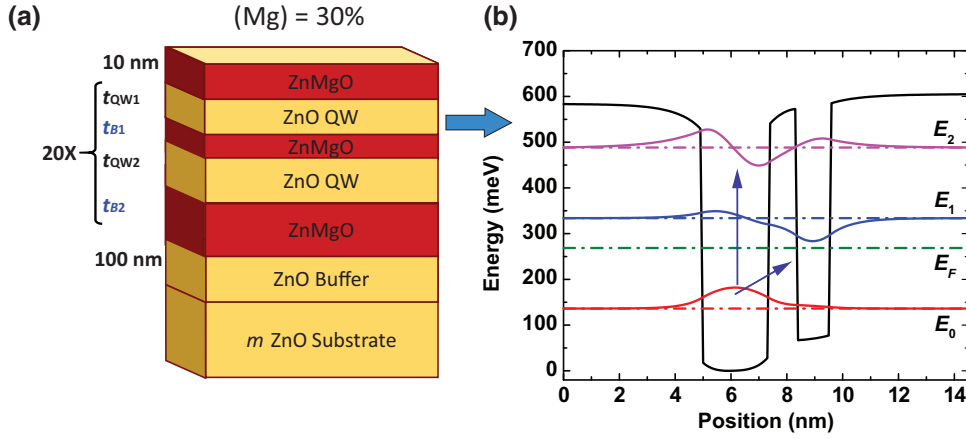 (a)
(Mg) = 30%
10 nm
ZnMgO
tQW1
ZnO QW
tB1
20X
ZnMgO
tQW2
ZnO QW
tB2
ZnMgO
100 nm
ZnO Buffer
m ZnO Substrate
(b)
700
600
500
400
300
200
100
0
Energy (meV)
E2
E1
EF
E0
0 2 4 6 8 10 12 14
Position (nm)